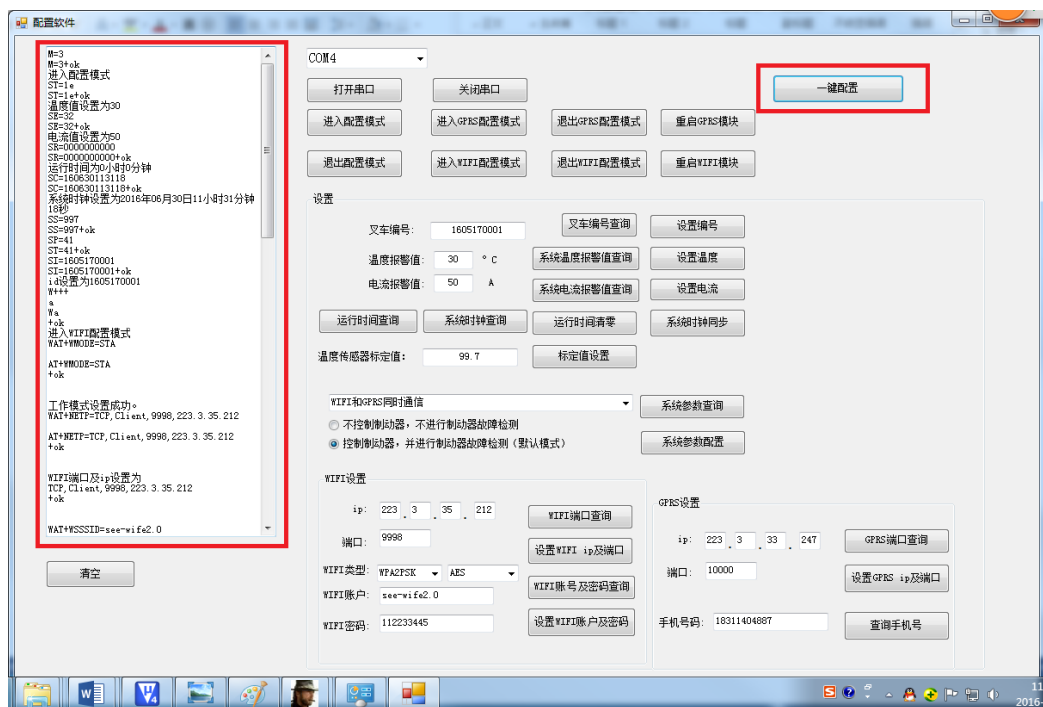 配置软件
M=3
M=3+ok
进入配置模式
ST=1e
ST=1e+ok
温度值设置为30
SE=32
SE=32+ok
电流值设置为50
SR=0000000000
SR=0000000000+ok
运行时间为0小时0分钟
SC=160630113118
SC=160630113118+ok
系统时钟设置为2016年06月30日11小时31分钟
18秒
SS=997
SS=997+ok
SP=41
ST=41+ok
SI=1605170001
SI=1605170001+ok
id设置为1605170001
W+++
a
Wa
+ok
进入WIFI配置模式
WAT+WMODE=STA
AT+WMODE=STA
+ok
工作模式设置成功。
WAT+NETP=TCP,Client,9998,223.3.35.212
AT+NETP=TCP,Client,9998,223.3.35.212
+ok
WIFI端口及ip设置为
TCP,Client,9998,223.3.35.212
+ok
WAT+WSSSID=see-wife2.0
清空
COM4
打开串口 关闭串口 一键配置
进入配置模式 进入GPRS配置模式 退出GPRS配置模式 重启GPRS模块
退出配置模式 进入WIFI配置模式 退出WIFI配置模式 重启WIFI模块
设置
叉车编号: 1605170001 叉车编号查询 设置编号
温度报警值: 30 °C 系统温度报警值查询 设置温度
电流报警值: 50 A 系统电流报警值查询 设置电流
运行时间查询 系统时钟查询 运行时间清零 系统时钟同步
温度传感器标定值: 99.7 标定值设置
WIFI和GPRS同时通信 系统参数查询
不控制制动器，不进行制动器故障检测
控制制动器，并进行制动器故障检测（默认模式） 系统参数配置
WIFI设置
ip: 223 . 3 . 35 . 212 WIFI端口查询
端口: 9998 设置WIFI ip及端口
WIFI类型: WPA2PSK AES WIFI账号及密码查询
WIFI账户: see-wife2.0
WIFI密码: 112233445 设置WIFI账户及密码
GPRS设置
ip: 223 . 3 . 33 . 247 GPRS端口查询
端口: 10000 设置GPRS ip及端口
手机号码: 18311404887 查询手机号
11
2016-